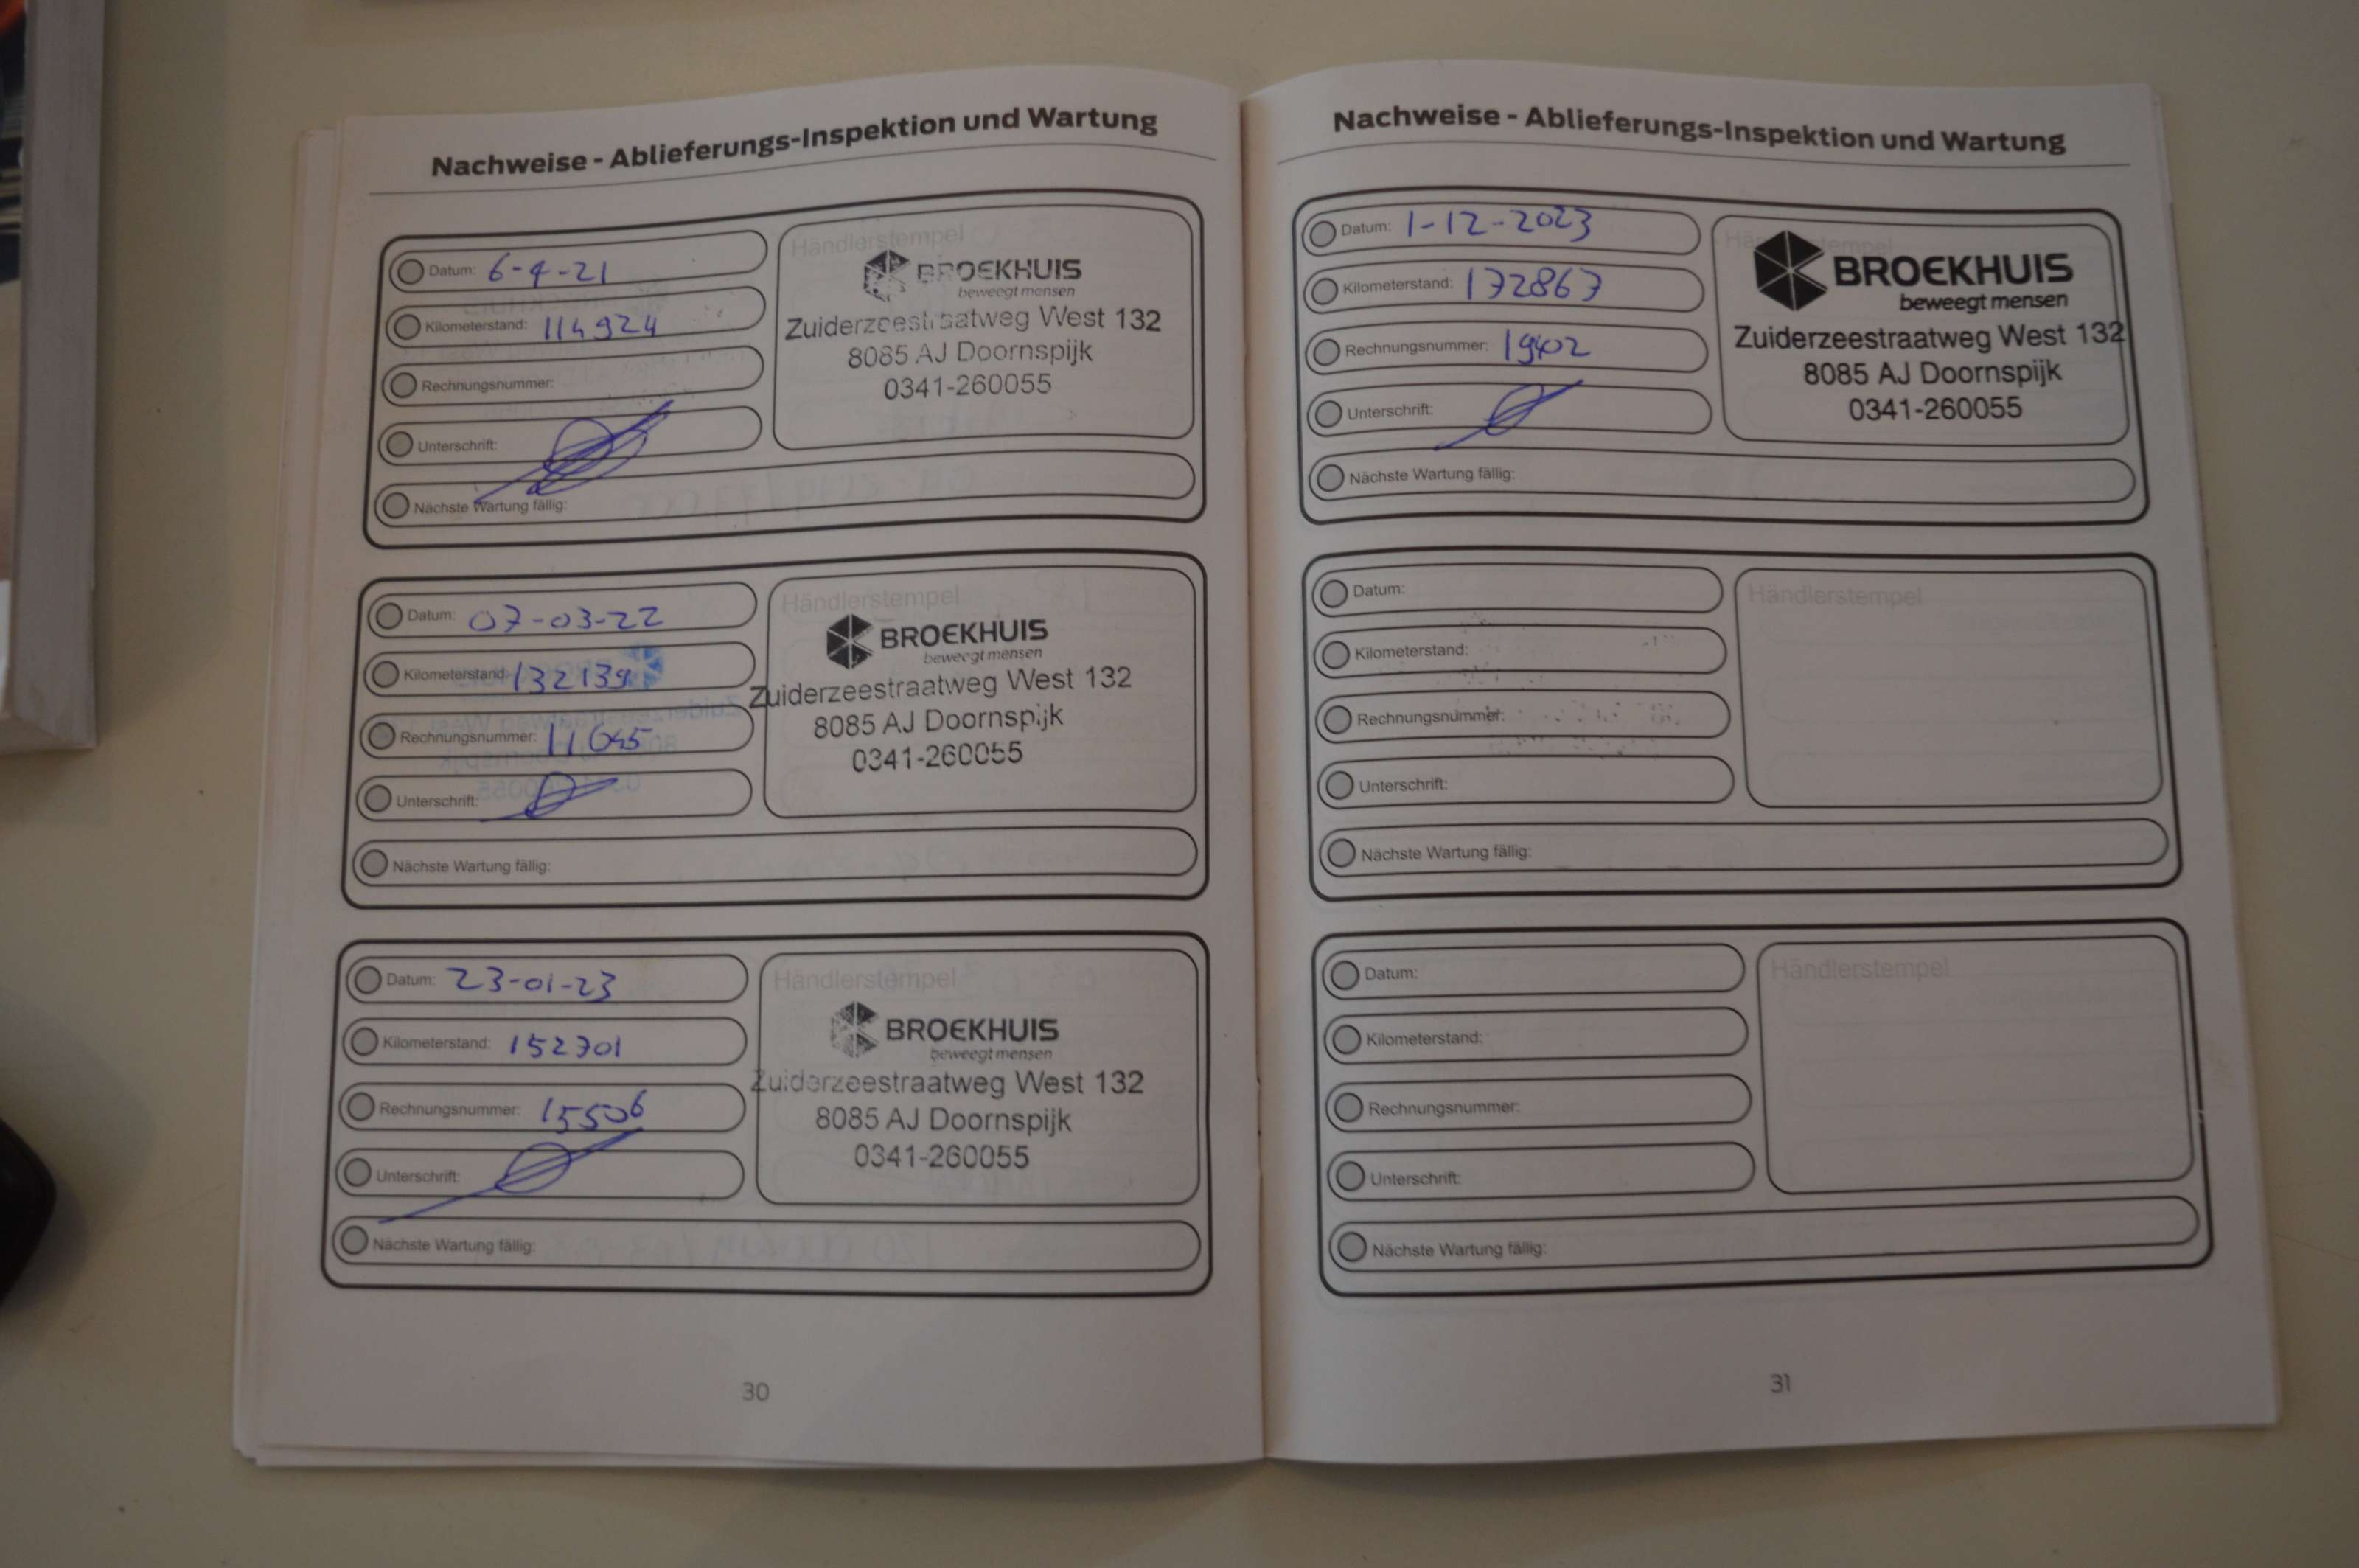 Nachweise - Ablieferungs-Inspektion und Wartung
Datum: 6-4-21
Kilometerstand: 114924
Rechnungsnummer:
Unterschrift:
Nächste Wartung fällig:
Händlerstempel
BROEKHUIS
beweegt mensen
Zuiderzeestraatweg West 132
8085 AJ Doornspijk
0341-260055
Datum: 07-03-22
Kilometerstand: 132139
Rechnungsnummer: 11045
Unterschrift:
Nächste Wartung fällig:
Händlerstempel
BROEKHUIS
beweegt mensen
Zuiderzeestraatweg West 132
8085 AJ Doornspijk
0341-260055
Datum: 23-01-23
Kilometerstand: 152701
Rechnungsnummer: 15506
Unterschrift:
Nächste Wartung fällig:
Händlerstempel
BROEKHUIS
beweegt mensen
Zuiderzeestraatweg West 132
8085 AJ Doornspijk
0341-260055
30
Nachweise - Ablieferungs-Inspektion und Wartung
Datum: 1-12-2023
Kilometerstand: 172867
Rechnungsnummer: 19402
Unterschrift:
Nächste Wartung fällig:
Händlerstempel
BROEKHUIS
beweegt mensen
Zuiderzeestraatweg West 132
8085 AJ Doornspijk
0341-260055
Datum:
Kilometerstand:
Rechnungsnummer:
Unterschrift:
Nächste Wartung fällig:
Händlerstempel
Datum:
Kilometerstand:
Rechnungsnummer:
Unterschrift:
Nächste Wartung fällig:
Händlerstempel
31